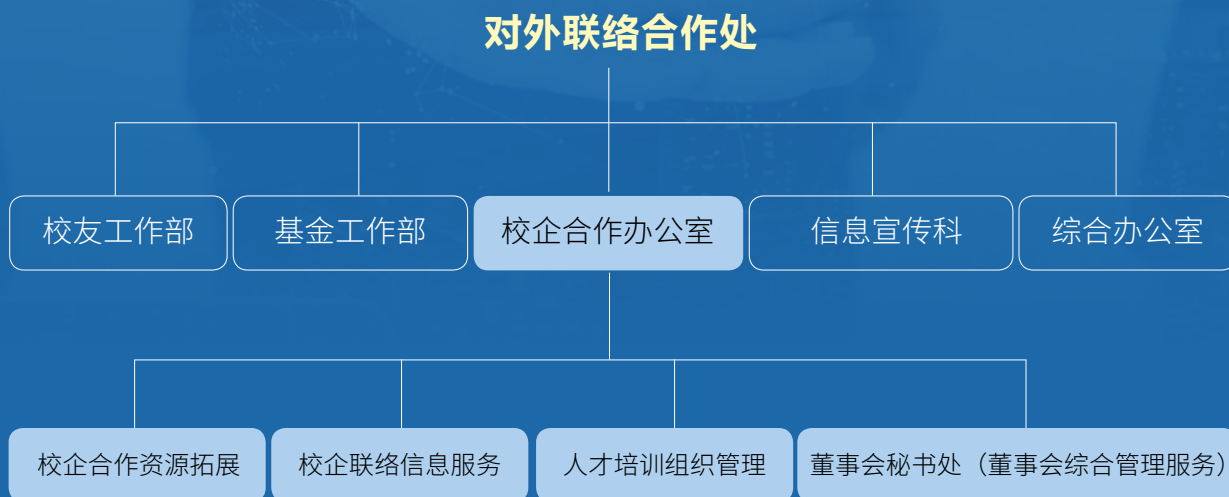 对外联络合作处
校友工作部
基金工作部
校企合作办公室
信息宣传科
综合办公室
校企合作资源拓展
校企联络信息服务
人才培训组织管理
董事会秘书处（董事会综合管理服务）